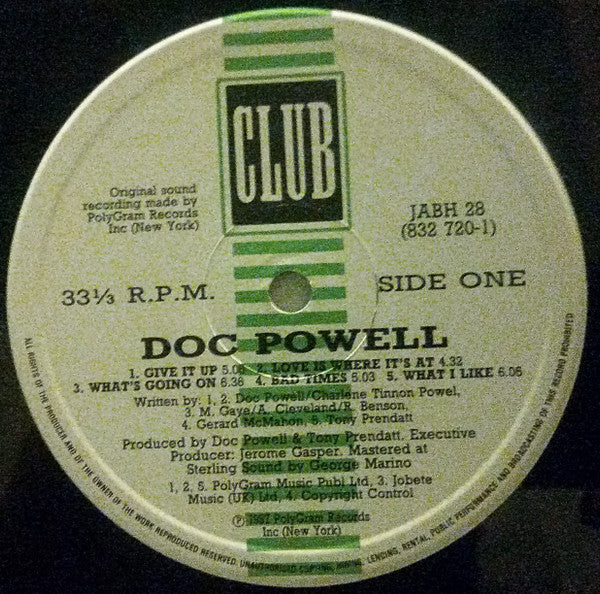 CLUB
Original sound
recording made by
PolyGram Records
Inc (New York)
JABH 28
(832 720-1)
33⅓ R.P.M.
SIDE ONE
DOC POWELL
1. GIVE IT UP 5.06 2. LOVE IS WHERE IT'S AT 4.32
3. WHAT'S GOING ON 6.36 4. BAD TIMES 5.03 5. WHAT I LIKE 6.06
Written by: 1, 2. Doc Powell/Charlene Tinnon Powel,
3. M. Gaye/A. Cleveland/R. Benson,
4. Gerard McMahon, 5. Tony Prendatt
Produced by Doc Powell & Tony Prendatt, Executive
Producer: Jerome Gasper. Mastered at
Sterling Sound by George Marino
1, 2, 5. PolyGram Music Publ Ltd, 3. Jobete
Music (UK) Ltd, 4. Copyright Control
℗ 1987 PolyGram Records
Inc (New York)
ALL RIGHTS OF THE PRODUCER AND OF THE OWNER OF THE WORK REPRODUCED RESERVED. UNAUTHORISED COPYING, HIRING, LENDING, RENTAL, PUBLIC PERFORMANCE AND BROADCASTING OF THIS RECORD PROHIBITED